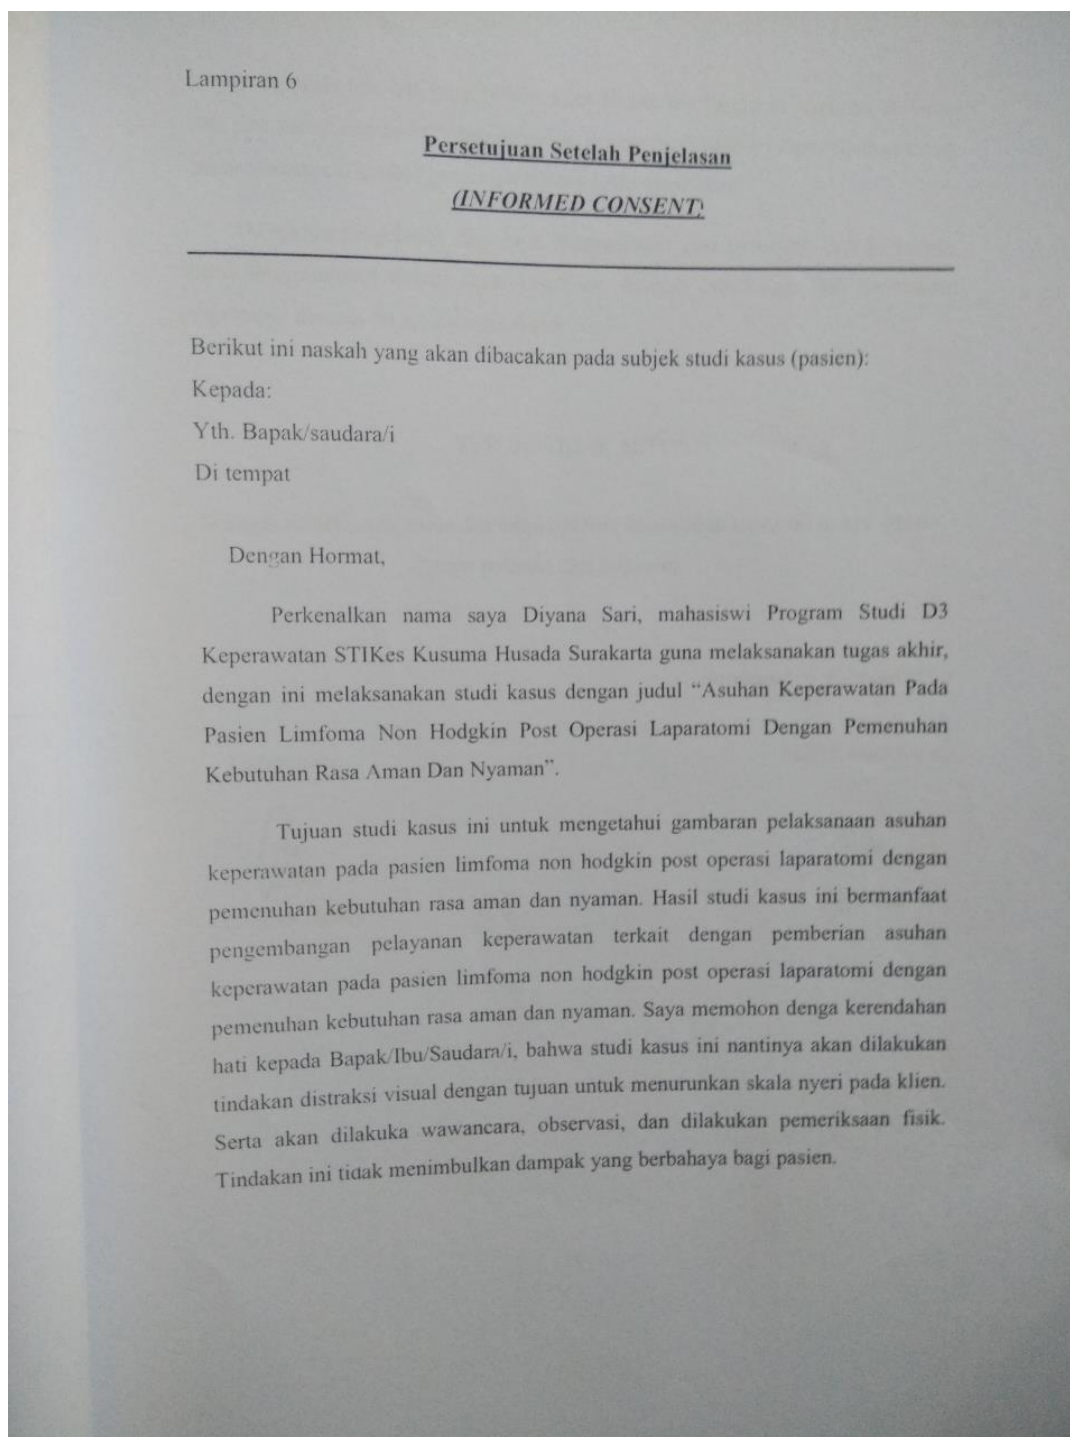 Lampiran 6
Persetujuan Setelah Penjelasan
(INFORMED CONSENT)
Berikut ini naskah yang akan dibacakan pada subjek studi kasus (pasien):
Kepada:
Yth. Bapak/saudara/i
Di tempat
Dengan Hormat,
Perkenalkan nama saya Diyana Sari, mahasiswi Program Studi D3
Keperawatan STIKes Kusuma Husada Surakarta guna melaksanakan tugas akhir,
dengan ini melaksanakan studi kasus dengan judul “Asuhan Keperawatan Pada
Pasien Limfoma Non Hodgkin Post Operasi Laparatomi Dengan Pemenuhan
Kebutuhan Rasa Aman Dan Nyaman”.
Tujuan studi kasus ini untuk mengetahui gambaran pelaksanaan asuhan
keperawatan pada pasien limfoma non hodgkin post operasi laparatomi dengan
pemenuhan kebutuhan rasa aman dan nyaman. Hasil studi kasus ini bermanfaat
pengembangan pelayanan keperawatan terkait dengan pemberian asuhan
keperawatan pada pasien limfoma non hodgkin post operasi laparatomi dengan
pemenuhan kebutuhan rasa aman dan nyaman. Saya memohon denga kerendahan
hati kepada Bapak/Ibu/Saudara/i, bahwa studi kasus ini nantinya akan dilakukan
tindakan distraksi visual dengan tujuan untuk menurunkan skala nyeri pada klien.
Serta akan dilakuka wawancara, observasi, dan dilakukan pemeriksaan fisik.
Tindakan ini tidak menimbulkan dampak yang berbahaya bagi pasien.